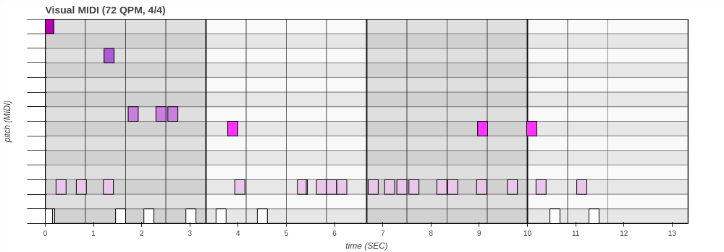 Visual MIDI (72 QPM, 4/4)
pitch (MIDI)
0 1 2 3 4 5 6 7 8 9 10 11 12 13
time (SEC)